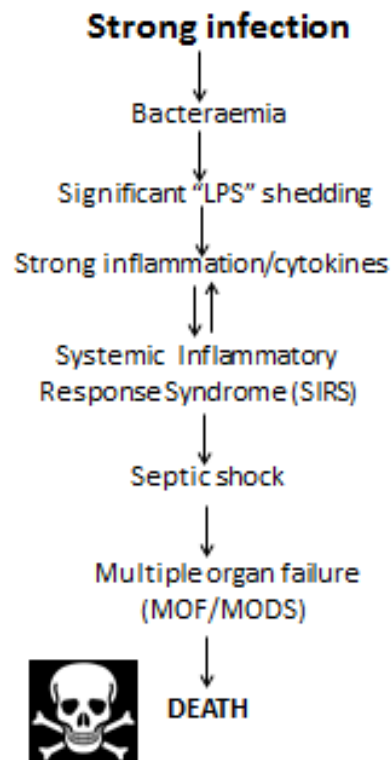 Strong infection
Bacteraemia
Significant "LPS" shedding
Strong inflammation/cytokines
Systemic Inflammatory
Response Syndrome (SIRS)
Septic shock
Multiple organ failure
(MOF/MODS)
DEATH